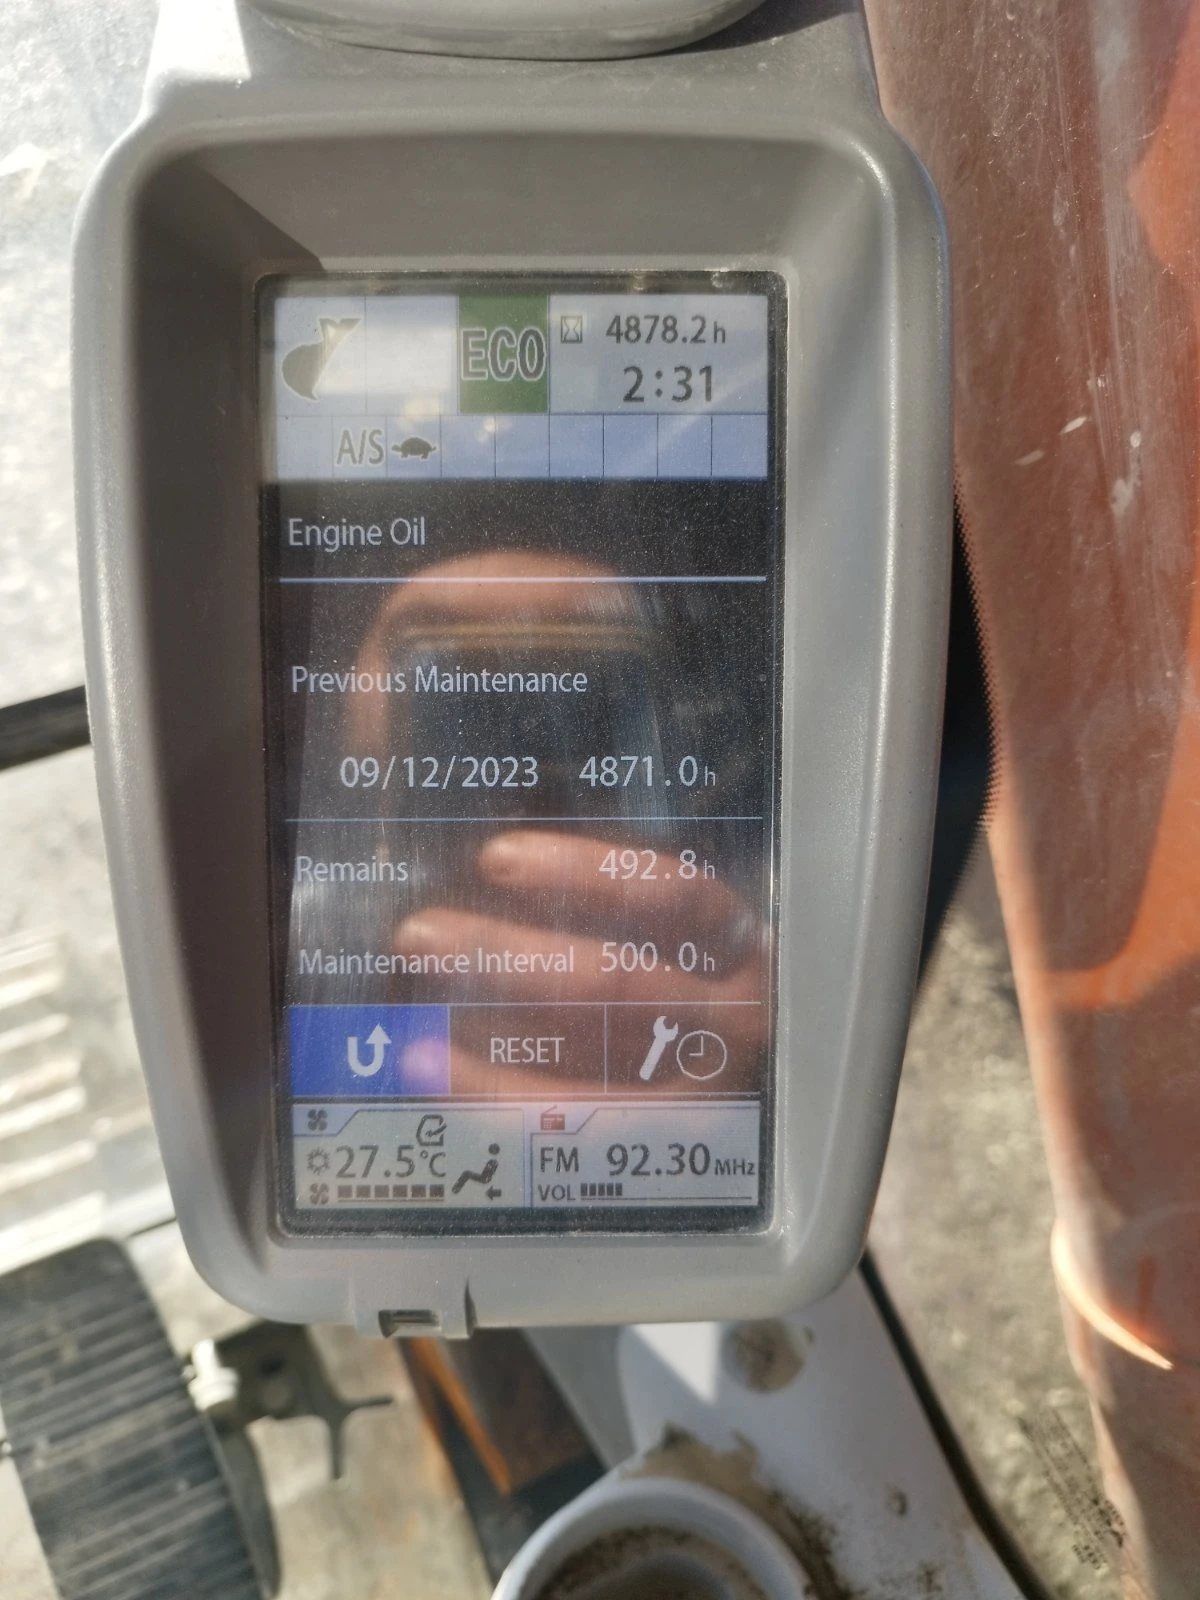 ECO
4878.2h
2:31
A/S
Engine Oil
Previous Maintenance
09/12/2023 4871.0h
Remains 492.8h
Maintenance Interval 500.0h
RESET
27.5°C
FM 92.30MHz
VOL